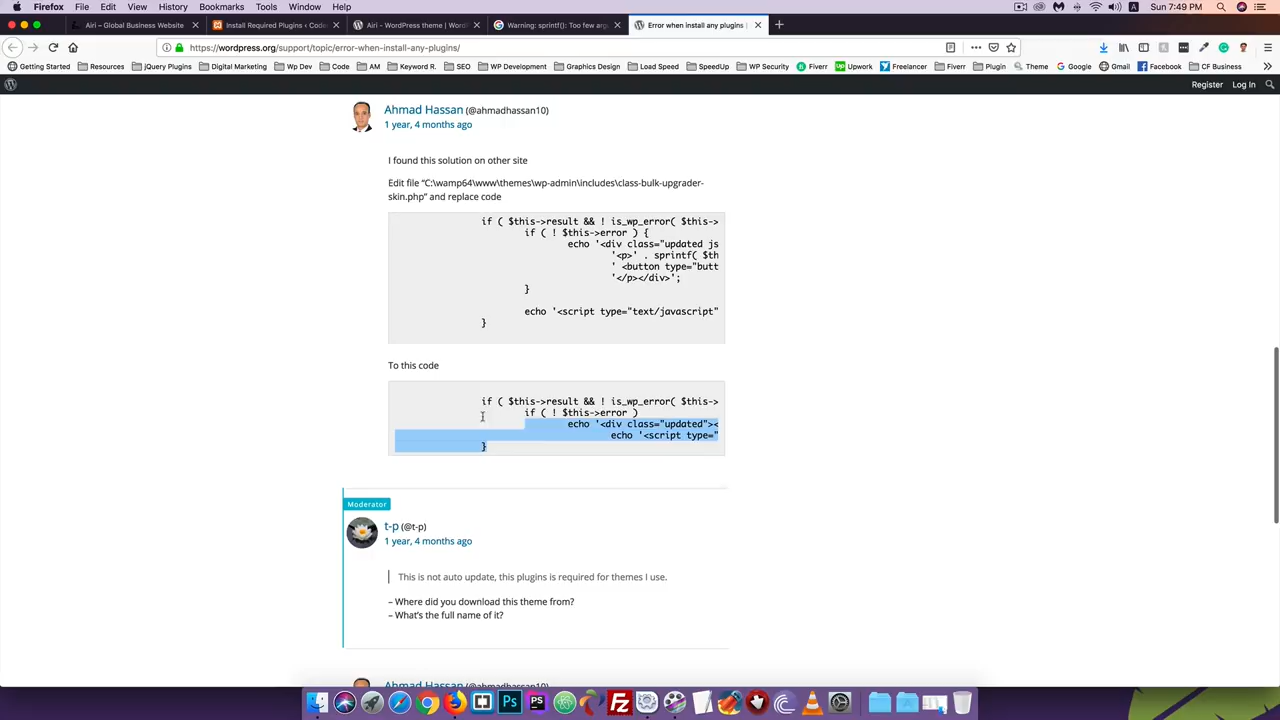 Firefox File Edit View History Bookmarks Tools Window Help
Sun 7:49 PM
Airi – Global Business Website
Install Required Plugins ‹ Code
Airi - WordPress theme | WordP
Warning: sprintf(): Too few argu
Error when install any plugins |
https://wordpress.org/support/topic/error-when-install-any-plugins/
Getting Started Resources jQuery Plugins Digital Marketing Wp Dev Code AM Keyword R. SEO WP Development Graphics Design Load Speed SpeedUp WP Security Fiverr Upwork Freelancer Fiverr Plugin Theme Google Gmail Facebook CF Business
Register Log In
Ahmad Hassan (@ahmadhassan10)
1 year, 4 months ago
I found this solution on other site
Edit file “C:\wamp64\www\themes\wp-admin\includes\class-bulk-upgrader-
skin.php” and replace code
if ( $this->result && ! is_wp_error( $this->
if ( ! $this->error ) {
echo '<div class="updated js
'<p>' . sprintf( $th
' <button type="butt
'</p></div>';
}
echo '<script type="text/javascript"
}
To this code
if ( $this->result && ! is_wp_error( $this->
if ( ! $this->error )
echo '<div class="updated"><
echo '<script type="
}
Moderator
t-p (@t-p)
1 year, 4 months ago
This is not auto update, this plugins is required for themes I use.
– Where did you download this theme from?
– What’s the full name of it?
Ahmad Hassan (@ahmadhassan10)